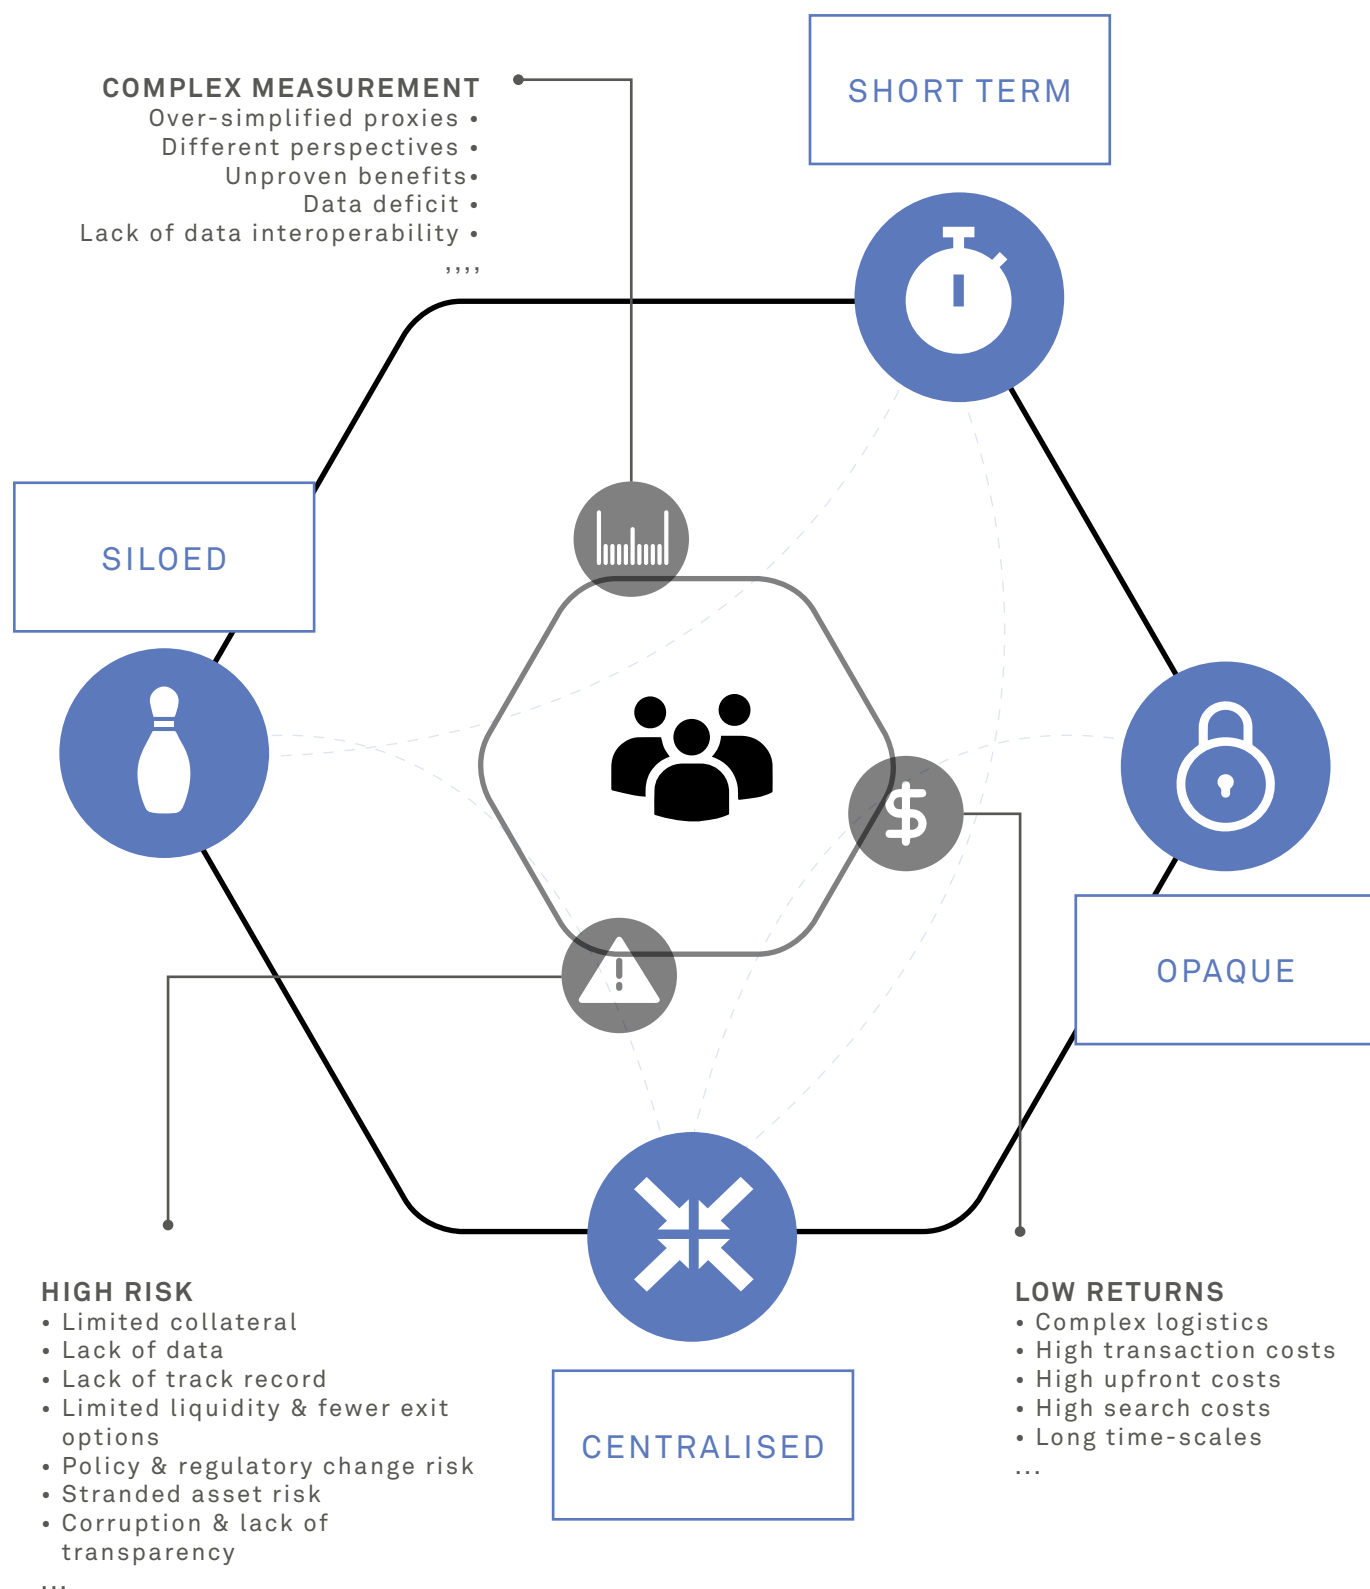 SHORT TERM
COMPLEX MEASUREMENT
Over-simplified proxies •
Different perspectives •
Unproven benefits•
Data deficit •
Lack of data interoperability •
,,,,
SILOED
$
OPAQUE
HIGH RISK
• Limited collateral
• Lack of data
• Lack of track record
• Limited liquidity & fewer exit
options
• Policy & regulatory change risk
• Stranded asset risk
• Corruption & lack of
transparency
...
LOW RETURNS
• Complex logistics
• High transaction costs
• High upfront costs
• High search costs
• Long time-scales
...
CENTRALISED